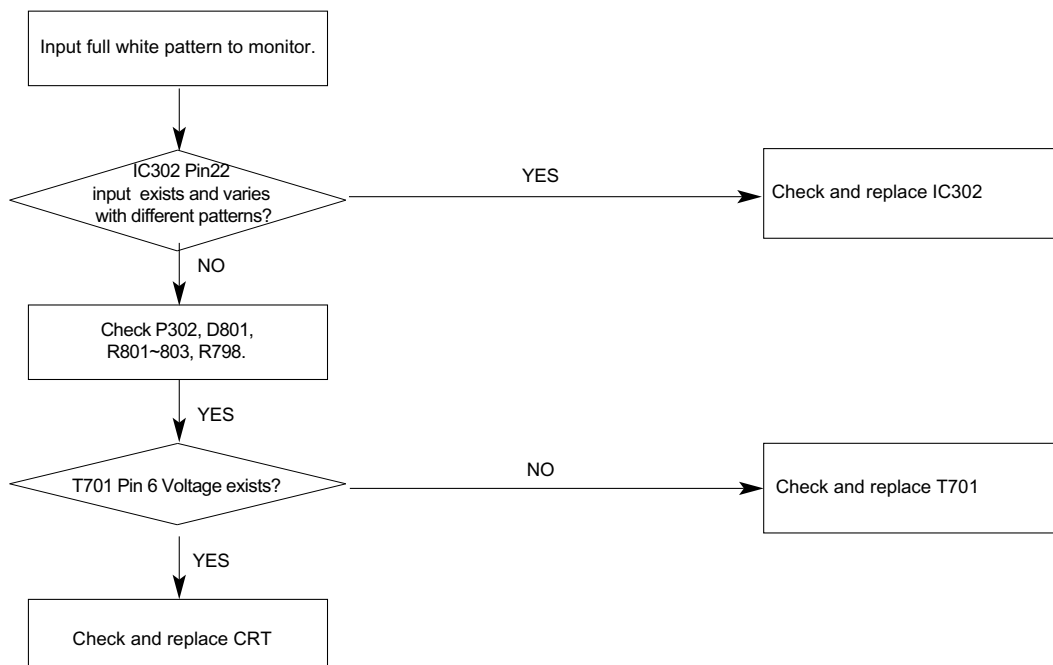 Input full white pattern to monitor.
IC302 Pin22
input exists and varies
with different patterns?
YES
Check and replace IC302
NO
Check P302, D801,
R801~803, R798.
YES
T701 Pin 6 Voltage exists?
NO
Check and replace T701
YES
Check and replace CRT